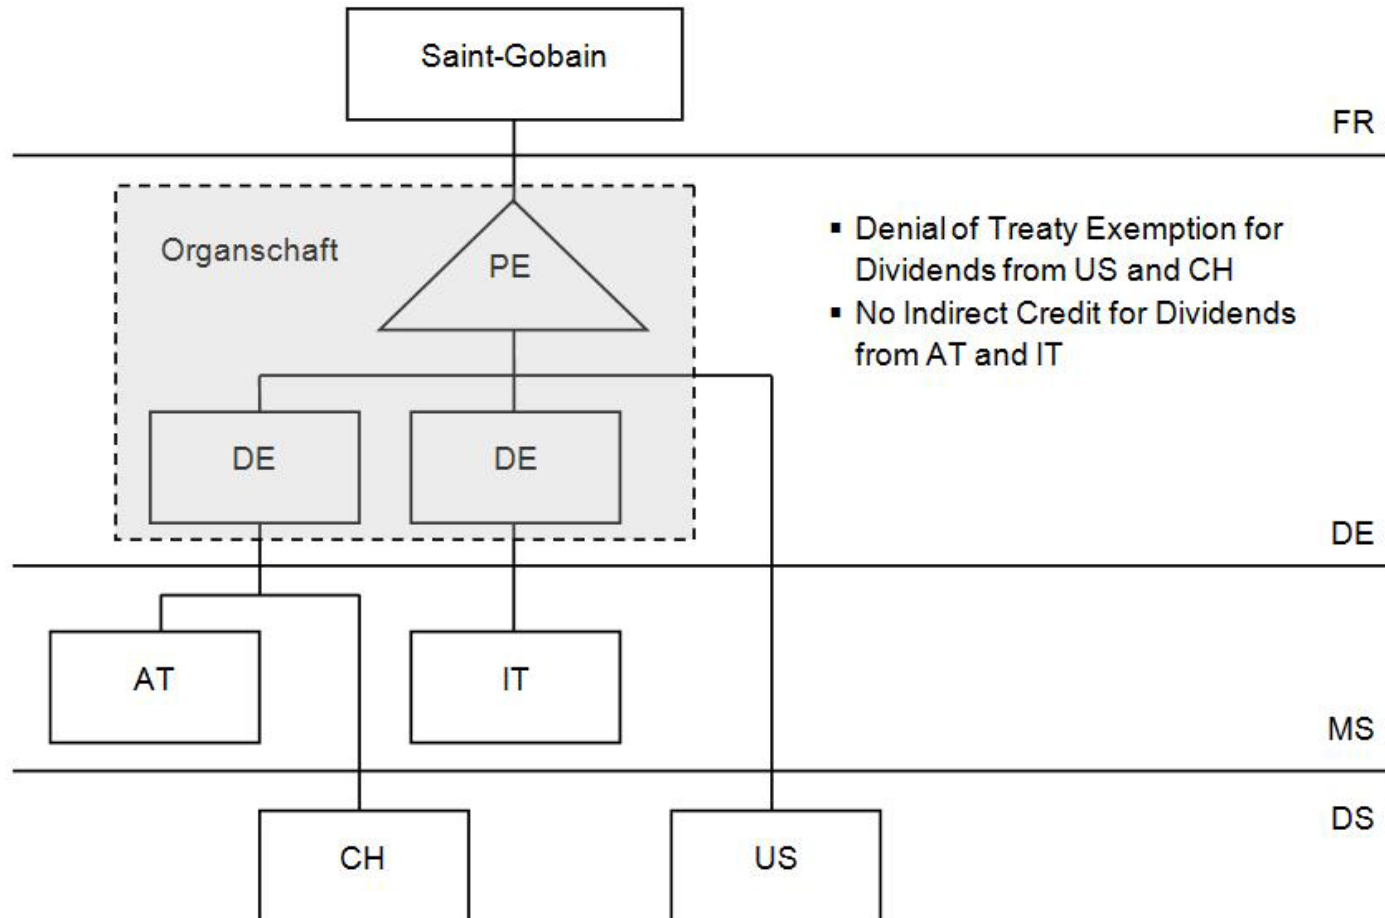 Saint-Gobain
FR
Organschaft
PE
▪ Denial of Treaty Exemption for
Dividends from US and CH
▪ No Indirect Credit for Dividends
from AT and IT
DE
DE
DE
AT
IT
MS
DS
CH
US